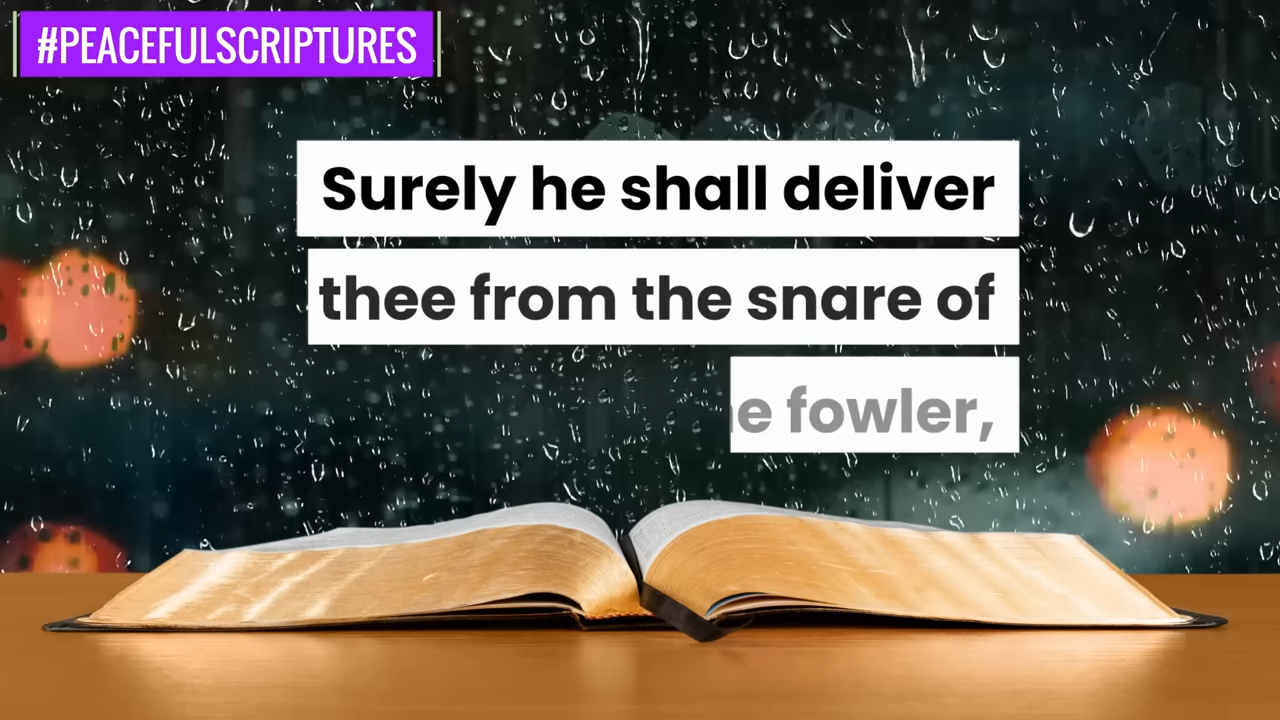 #PEACEFULSCRIPTURES
Surely he shall deliver
thee from the snare of
fowler,